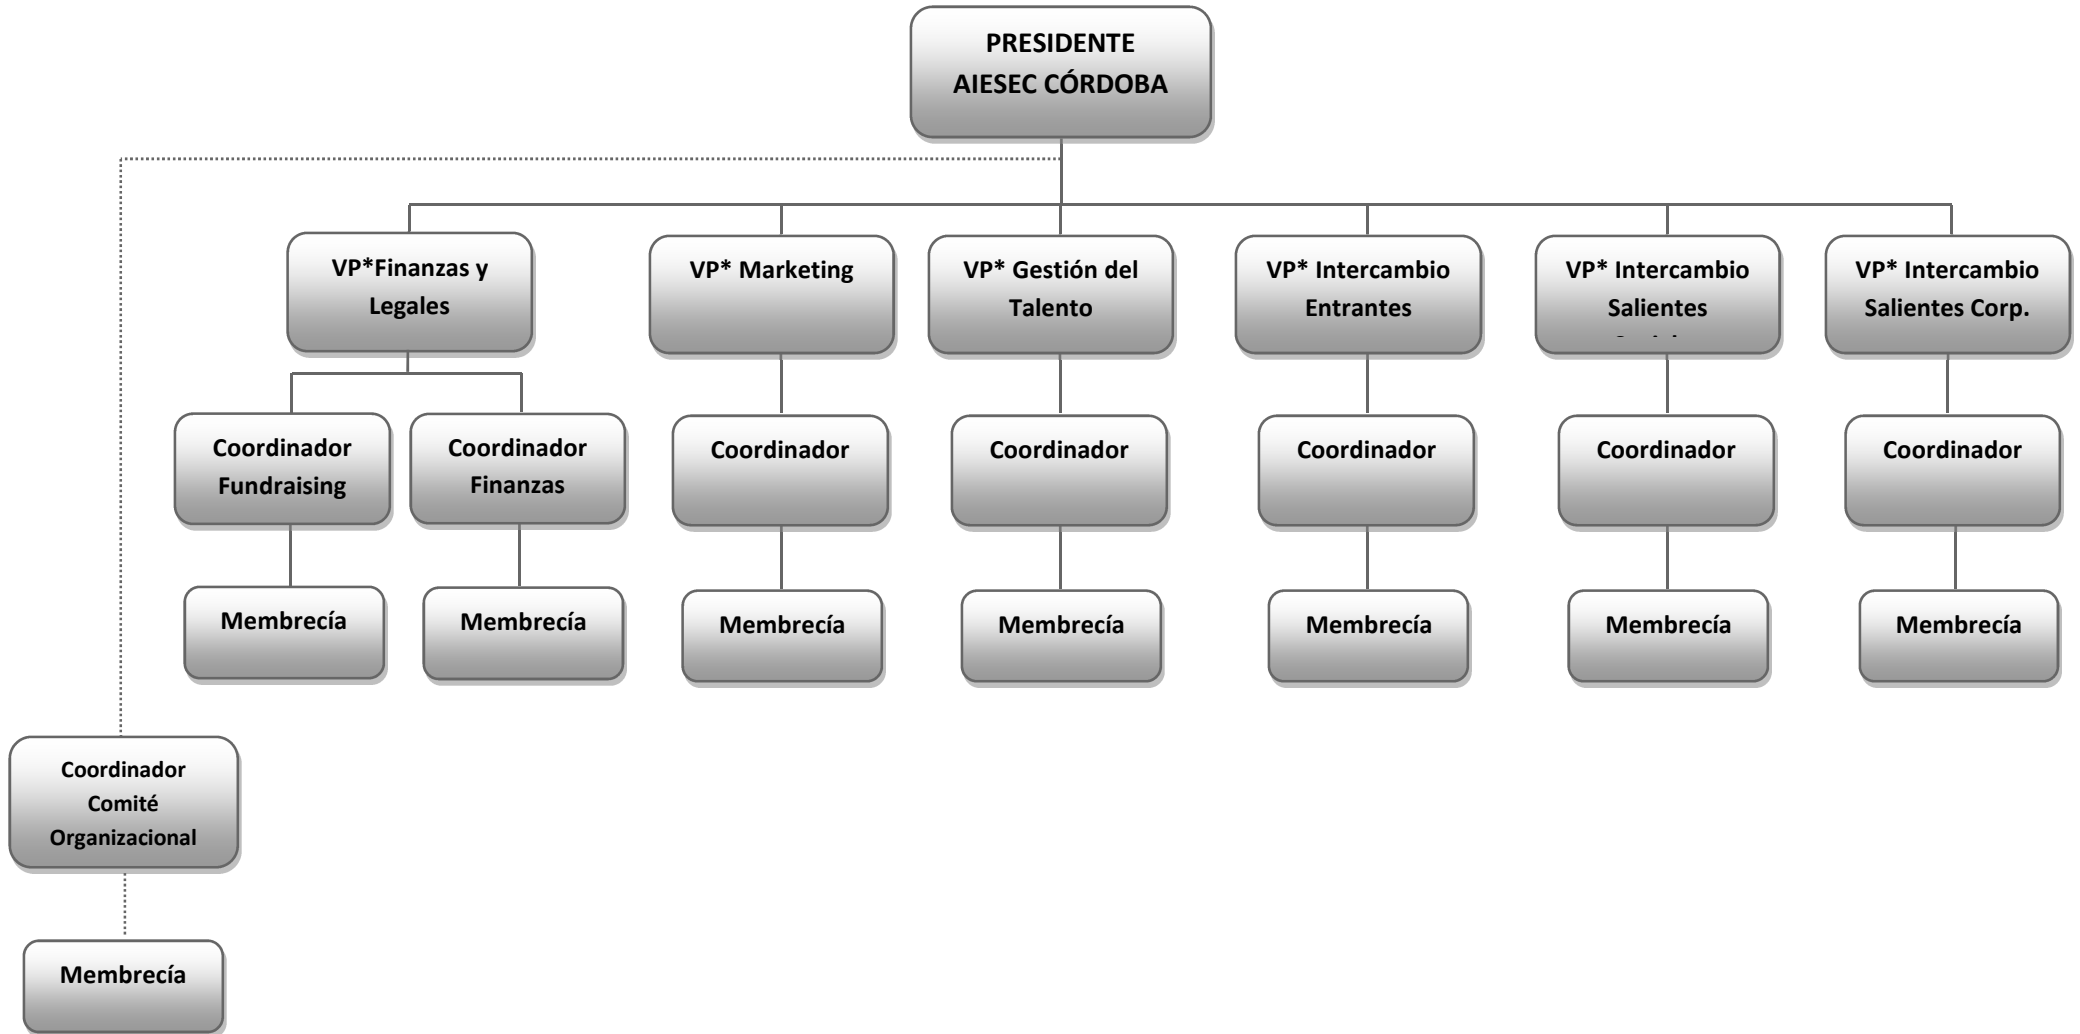 PRESIDENTE
AIESEC CÓRDOBA
VP*Finanzas y
Legales
VP* Marketing
VP* Gestión del
Talento
VP* Intercambio
Entrantes
VP* Intercambio
Salientes
VP* Intercambio
Salientes Corp.
Coordinador
Fundraising
Coordinador
Finanzas
Coordinador
Coordinador
Coordinador
Coordinador
Coordinador
Membrecía
Membrecía
Membrecía
Membrecía
Membrecía
Membrecía
Membrecía
Coordinador
Comité
Organizacional
Membrecía